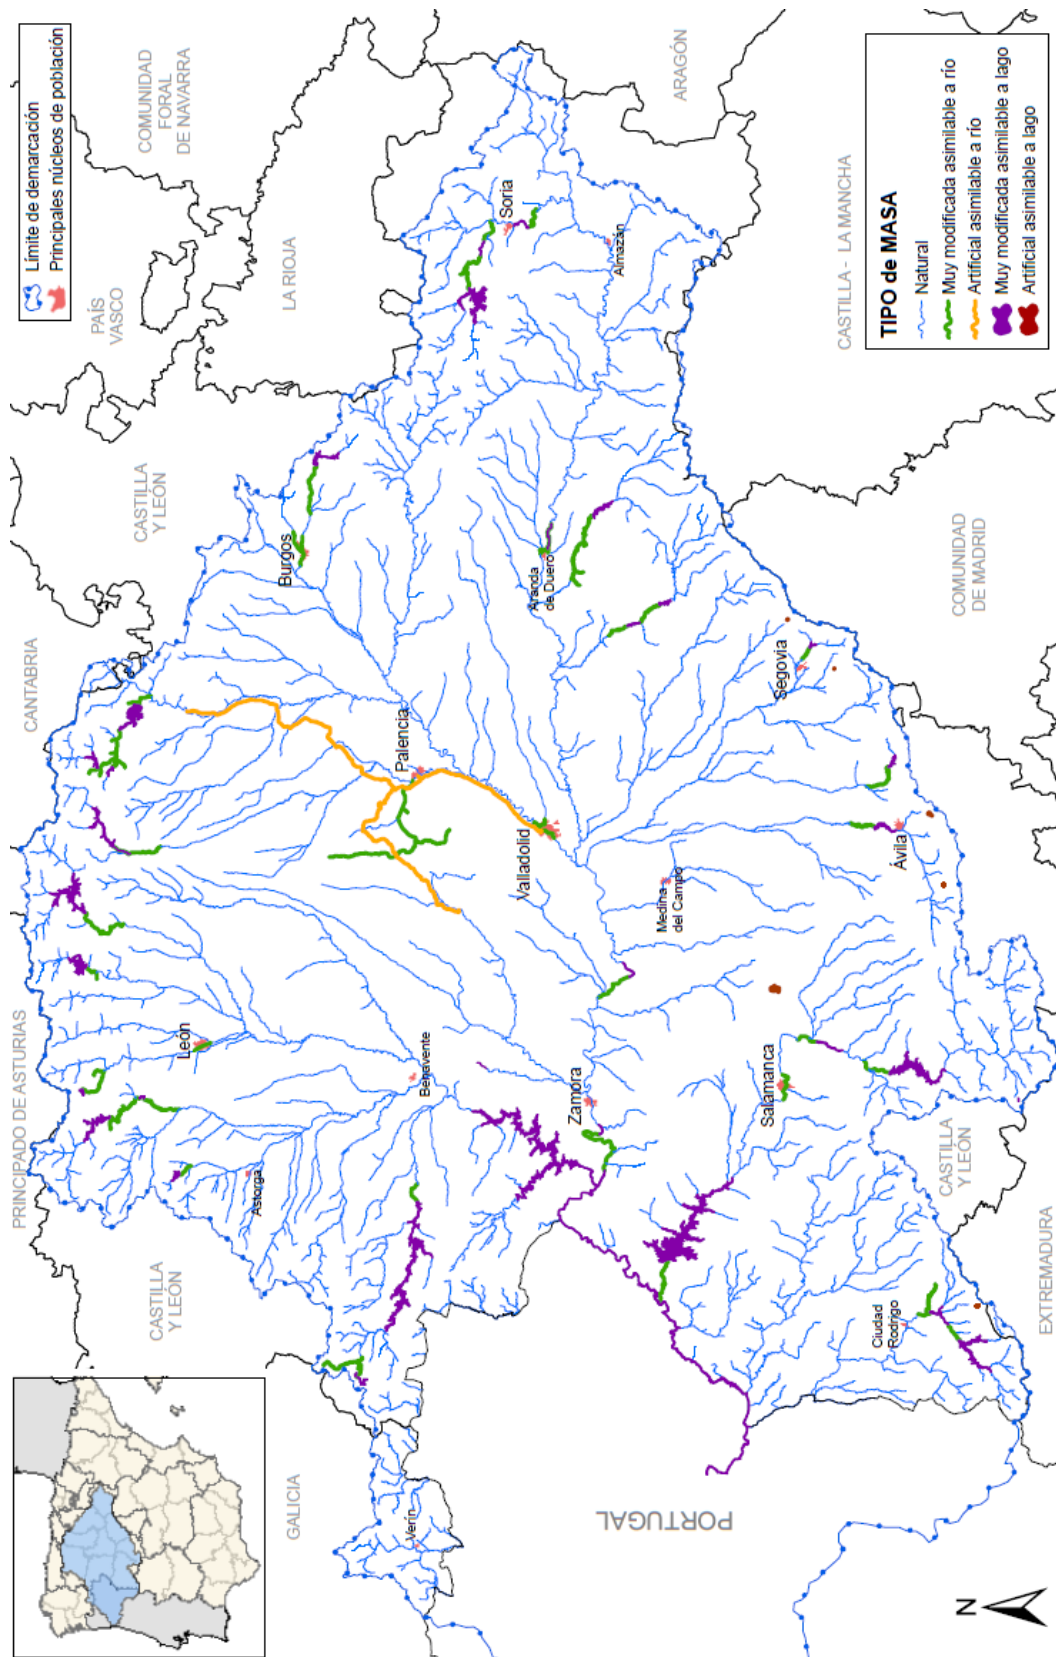 Límite de demarcación
Principales núcleos de población
PRINCIPADO DE ASTURIAS
CANTABRIA
PAÍS
VASCO
COMUNIDAD
FORAL
DE NAVARRA
CASTILLA
Y LEÓN
LA RIOJA
CASTILLA
Y LEÓN
GALICIA
ARAGÓN
León
Astorga
Burgos
Benavente
Palencia
Verín
Soria
Valladolid
Aranda
de Duero
Zamora
Almazán
PORTUGAL
Medina
del Campo
Salamanca
Segovia
Ávila
Ciudad
Rodrigo
CASTILLA
Y LEÓN
COMUNIDAD
DE MADRID
CASTILLA - LA MANCHA
EXTREMADURA
TIPO de MASA
Natural
Muy modificada asimilable a río
Artificial asimilable a río
Muy modificada asimilable a lago
Artificial asimilable a lago
N